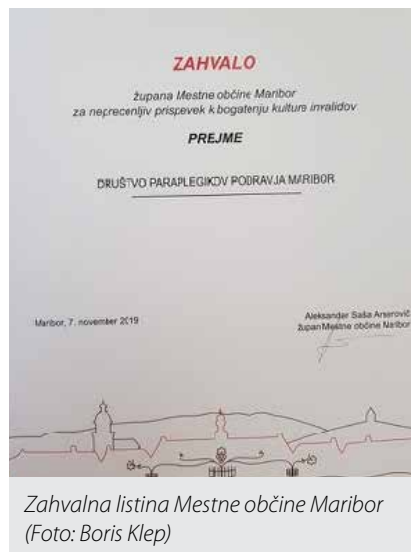 ZAHVALO
župana Mestne občine Maribor
za neprecenljiv prispevek k bogatenju kulture invalidov
PREJME
DRUŠTVO PARAPLEGIKOV PODRAVJA MARIBOR
Maribor, 7. november 2019
Aleksander Saša Arsenovič
župan Mestne občine Maribor
Zahvalna listina Mestne občine Maribor
(Foto: Boris Klep)